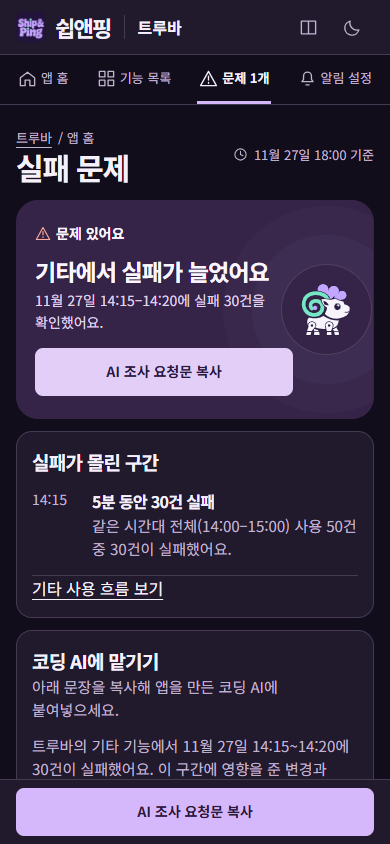 Ship&
Ping
쉽앤핑
트루바
앱 홈
기능 목록
문제 1개
알림 설정
트루바 / 앱 홈
실패 문제
11월 27일 18:00 기준
문제 있어요
기타에서 실패가 늘었어요
11월 27일 14:15–14:20에 실패 30건을
확인했어요.
AI 조사 요청문 복사
실패가 몰린 구간
14:15
5분 동안 30건 실패
같은 시간대 전체(14:00–15:00) 사용 50건
중 30건이 실패했어요.
기타 사용 흐름 보기
코딩 AI에 맡기기
아래 문장을 복사해 앱을 만든 코딩 AI에
붙여넣으세요.
트루바의 기타 기능에서 11월 27일 14:15~14:20에
30건이 실패했어요. 이 구간에 영향을 준 변경과
AI 조사 요청문 복사